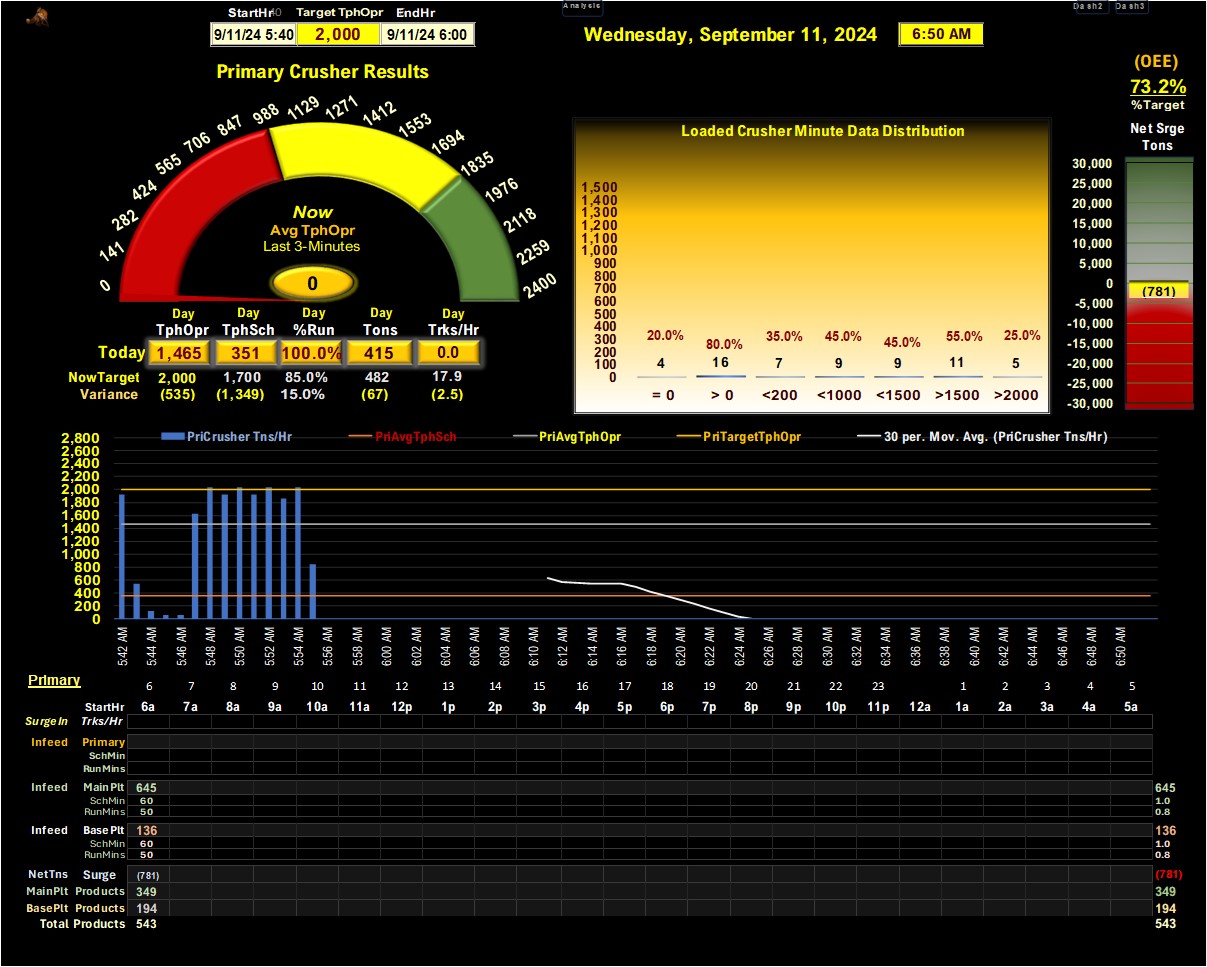 Analysis
Dash2 Dash3
StartHr Target TphOpr EndHr
9/11/24 5:40 2,000 9/11/24 6:00
Wednesday, September 11, 2024 6:50 AM
(OEE)
73.2%
%Target
Primary Crusher Results
0 141 282 424 565 706 847 988 1129 1271 1412 1553 1694 1835 1976 2118 2259 2400
Now
Avg TphOpr
Last 3-Minutes
0
Day Day Day Day Day
TphOpr TphSch %Run Tons Trks/Hr
Today 1,465 351 100.0% 415 0.0
NowTarget 2,000 1,700 85.0% 482 17.9
Variance (535) (1,349) 15.0% (67) (2.5)
Loaded Crusher Minute Data Distribution
1,500
1,400
1,300
1,200
1,100
1,000
900
800
700
600
500
400
300
200
100
0
20.0% 80.0% 35.0% 45.0% 45.0% 55.0% 25.0%
4 16 7 9 9 11 5
= 0 > 0 <200 <1000 <1500 >1500 >2000
Net Srge
Tons
30,000
25,000
20,000
15,000
10,000
5,000
0
(781)
-5,000
-10,000
-15,000
-20,000
-25,000
-30,000
PriCrusher Tns/Hr PriAvgTphSch PriAvgTphOpr PriTargetTphOpr 30 per. Mov. Avg. (PriCrusher Tns/Hr)
2,800
2,600
2,400
2,200
2,000
1,800
1,600
1,400
1,200
1,000
800
600
400
200
0
5:42 AM 5:44 AM 5:46 AM 5:48 AM 5:50 AM 5:52 AM 5:54 AM 5:56 AM 5:58 AM 6:00 AM 6:02 AM 6:04 AM 6:06 AM 6:08 AM 6:10 AM 6:12 AM 6:14 AM 6:16 AM 6:18 AM 6:20 AM 6:22 AM 6:24 AM 6:26 AM 6:28 AM 6:30 AM 6:32 AM 6:34 AM 6:36 AM 6:38 AM 6:40 AM 6:42 AM 6:44 AM 6:46 AM 6:48 AM 6:50 AM
Primary
6 7 8 9 10 11 12 13 14 15 16 17 18 19 20 21 22 23 1 2 3 4 5
StartHr 6a 7a 8a 9a 10a 11a 12p 1p 2p 3p 4p 5p 6p 7p 8p 9p 10p 11p 12a 1a 2a 3a 4a 5a
SurgeIn Trks/Hr
Infeed Primary
SchMin
RunMins
Infeed MainPlt 645 645
SchMin 60 1.0
RunMins 50 0.8
Infeed BasePlt 136 136
SchMin 60 1.0
RunMins 50 0.8
NetTns Surge (781) (781)
MainPlt Products 349 349
BasePlt Products 194 194
Total Products 543 543